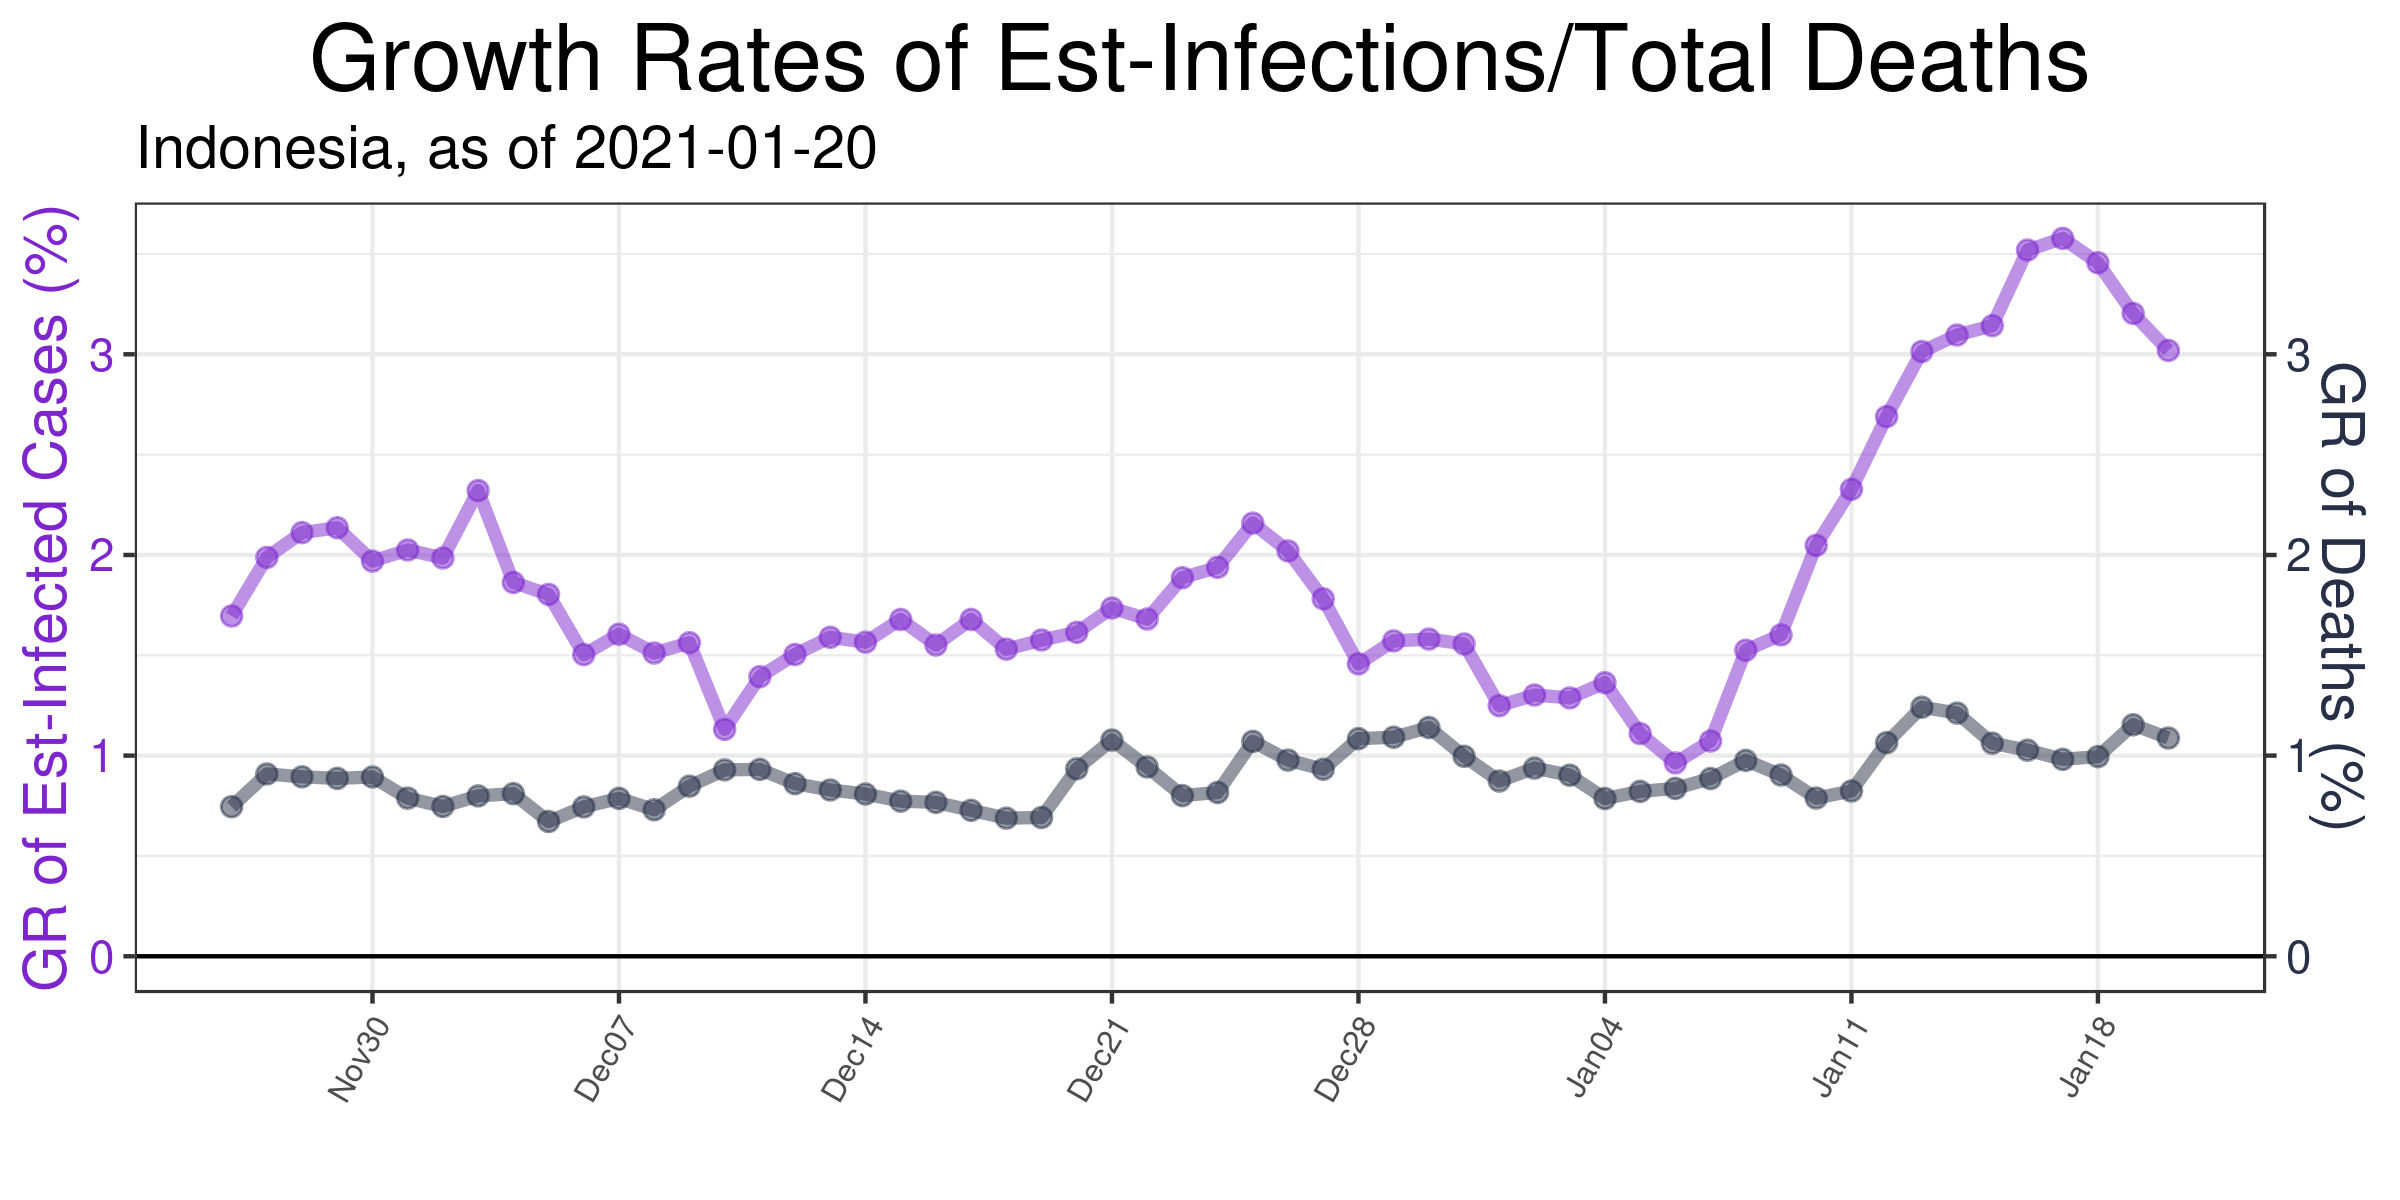 Growth Rates of Est-Infections/Total Deaths
Indonesia, as of 2021-01-20
GR of Est-Infected Cases (%)
3
2
1
0
3
2
1
0
GR of Deaths (%)
Nov30
Dec07
Dec14
Dec21
Dec28
Jan04
Jan11
Jan18